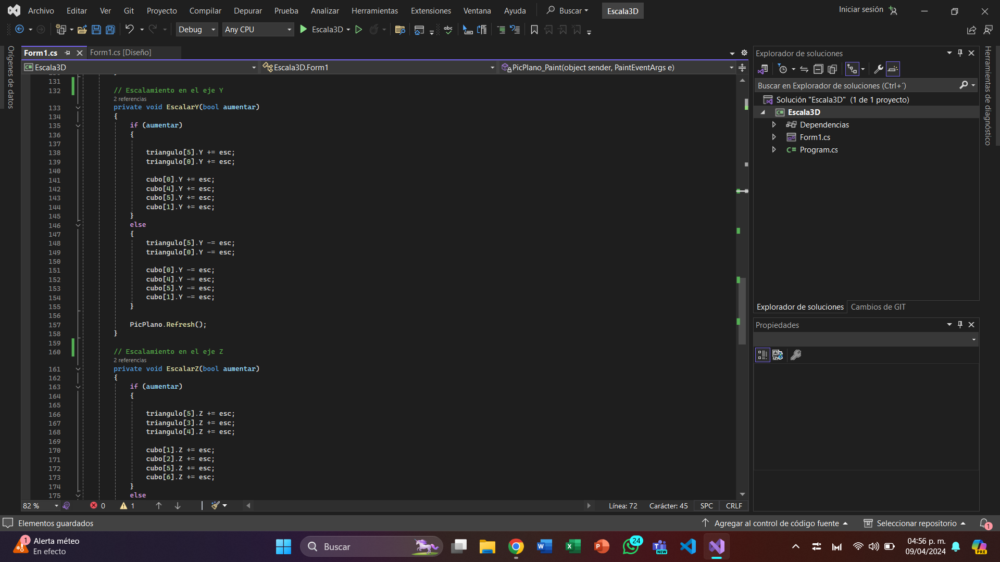 Archivo Editar Ver Git Proyecto Compilar Depurar Prueba Analizar Herramientas Extensiones Ventana Ayuda Buscar Escala3D Iniciar sesión
Debug Any CPU Escala3D
Orígenes de datos
Form1.cs Form1.cs [Diseño]
Escala3D Escala3D.Form1 PicPlano_Paint(object sender, PaintEventArgs e)
131
132 // Escalamiento en el eje Y
2 referencias
133 private void EscalarY(bool aumentar)
134 {
135 if (aumentar)
136 {
137
138 triangulo[5].Y += esc;
139 triangulo[0].Y += esc;
140
141 cubo[0].Y += esc;
142 cubo[4].Y += esc;
143 cubo[5].Y += esc;
144 cubo[1].Y += esc;
145 }
146 else
147 {
148 triangulo[5].Y -= esc;
149 triangulo[0].Y -= esc;
150
151 cubo[0].Y -= esc;
152 cubo[4].Y -= esc;
153 cubo[5].Y -= esc;
154 cubo[1].Y -= esc;
155 }
156
157 PicPlano.Refresh();
158 }
159
160 // Escalamiento en el eje Z
2 referencias
161 private void EscalarZ(bool aumentar)
162 {
163 if (aumentar)
164 {
165
166 triangulo[5].Z += esc;
167 triangulo[3].Z += esc;
168 triangulo[4].Z += esc;
169
170 cubo[1].Z += esc;
171 cubo[2].Z += esc;
172 cubo[5].Z += esc;
173 cubo[6].Z += esc;
174 }
175 else
82 % 0 1 Línea: 72 Carácter: 45 SPC CRLF
Explorador de soluciones
Buscar en Explorador de soluciones (Ctrl+´)
Solución "Escala3D" (1 de 1 proyecto)
Escala3D
Dependencias
Form1.cs
C# Program.cs
Explorador de soluciones Cambios de GIT
Propiedades
Herramientas de diagnóstico
Elementos guardados Agregar al control de código fuente Seleccionar repositorio 1
1 Alerta méteo
En efecto
Buscar
24
NEW
04:56 p. m.
09/04/2024
PRE